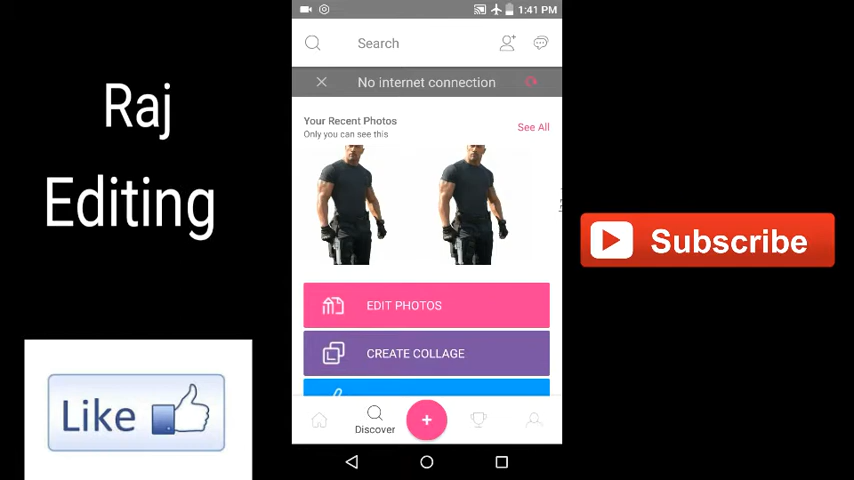 1:41 PM
Search
No internet connection
Your Recent Photos
Only you can see this
See All
EDIT PHOTOS
CREATE COLLAGE
Discover
Raj
Editing
Like
Subscribe